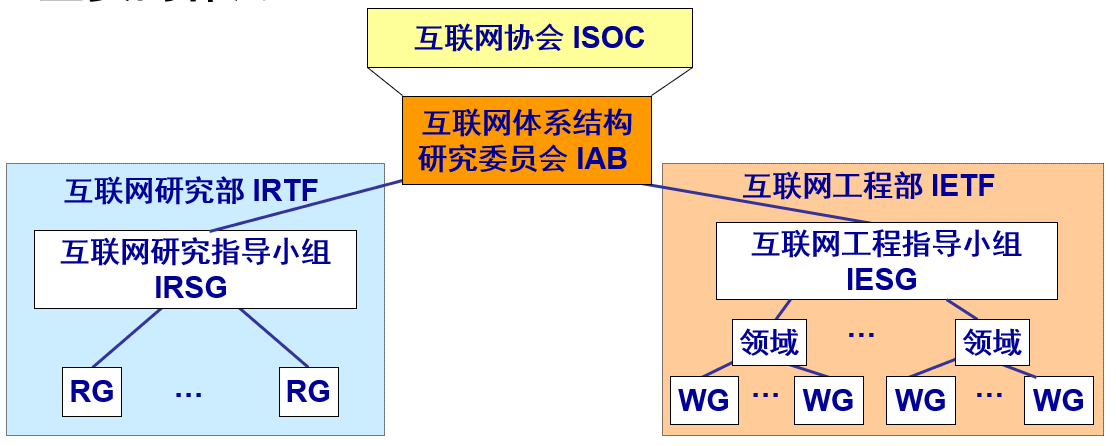 互联网协会 ISOC
互联网体系结构
研究委员会 IAB
互联网研究部 IRTF
互联网研究指导小组
IRSG
RG
…
RG
互联网工程部 IETF
互联网工程指导小组
IESG
领域
…
领域
WG
…
WG
WG
…
WG